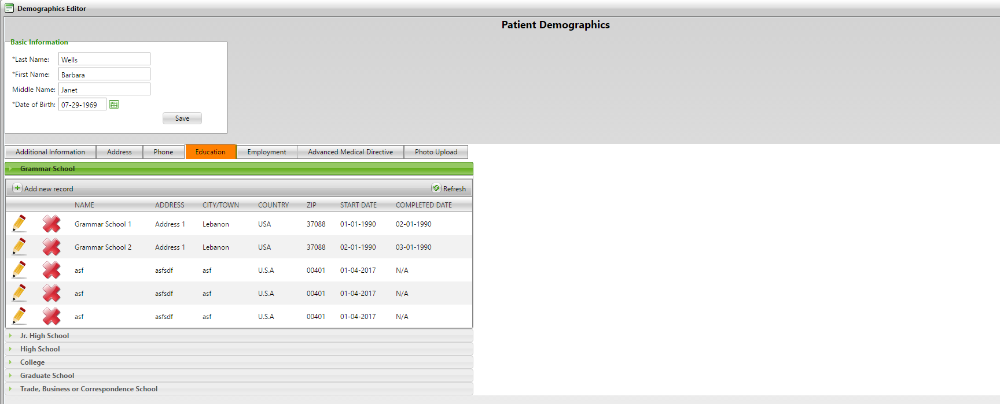 Demographics Editor
Patient Demographics
Basic Information
*Last Name: Wells
*First Name: Barbara
Middle Name: Janet
*Date of Birth: 07-29-1969
Save
Additional Information Address Phone Education Employment Advanced Medical Directive Photo Upload
Grammar School
Add new record Refresh
NAME ADDRESS CITY/TOWN COUNTRY ZIP START DATE COMPLETED DATE
Grammar School 1 Address 1 Lebanon USA 37088 01-01-1990 02-01-1990
Grammar School 2 Address 1 Lebanon USA 37088 02-01-1990 03-01-1990
asf asfsdf asf U.S.A 00401 01-04-2017 N/A
asf asfsdf asf U.S.A 00401 01-04-2017 N/A
asf asfsdf asf U.S.A 00401 01-04-2017 N/A
Jr. High School
High School
College
Graduate School
Trade, Business or Correspondence School